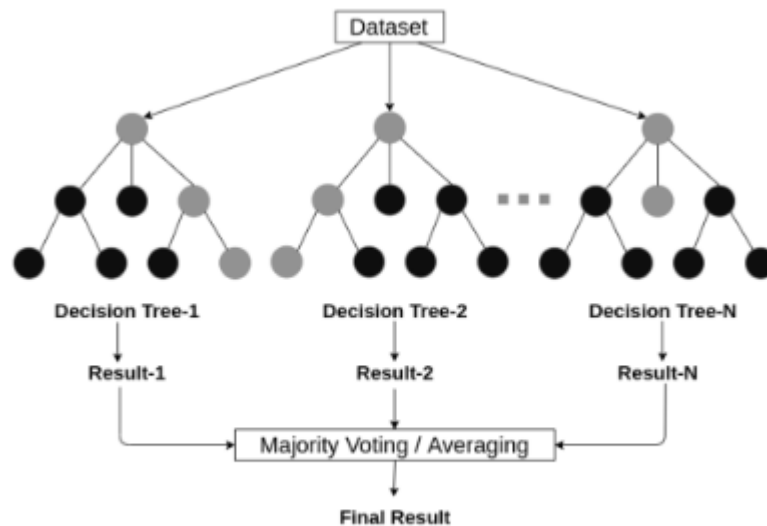 Dataset
Decision Tree-1
Decision Tree-2
Decision Tree-N
Result-1
Result-2
Result-N
Majority Voting / Averaging
Final Result